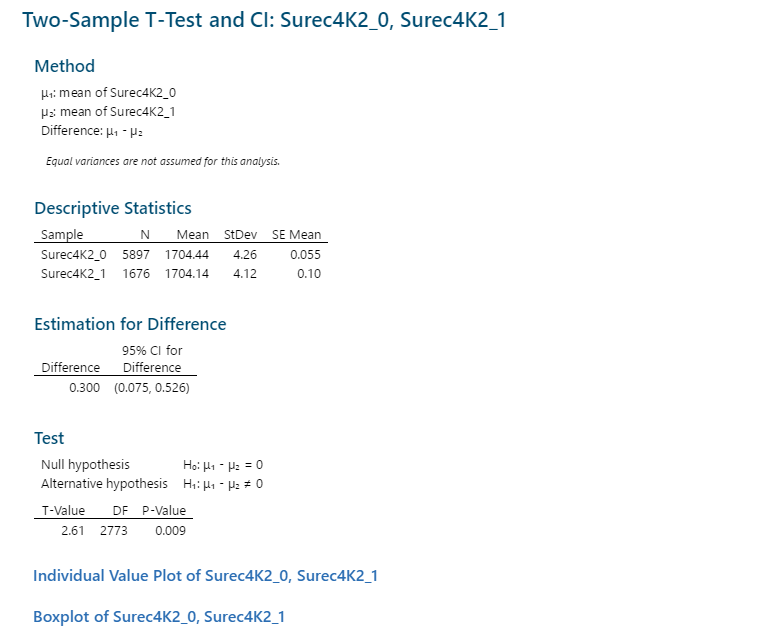 Two-Sample T-Test and CI: Surec4K2_0, Surec4K2_1
Method
μ₁: mean of Surec4K2_0
μ₂: mean of Surec4K2_1
Difference: μ₁ - μ₂
Equal variances are not assumed for this analysis.
Descriptive Statistics
Sample N Mean StDev SE Mean
Surec4K2_0 5897 1704.44 4.26 0.055
Surec4K2_1 1676 1704.14 4.12 0.10
Estimation for Difference
95% CI for
Difference Difference
0.300 (0.075, 0.526)
Test
Null hypothesis H₀: μ₁ - μ₂ = 0
Alternative hypothesis H₁: μ₁ - μ₂ ≠ 0
T-Value DF P-Value
2.61 2773 0.009
Individual Value Plot of Surec4K2_0, Surec4K2_1
Boxplot of Surec4K2_0, Surec4K2_1